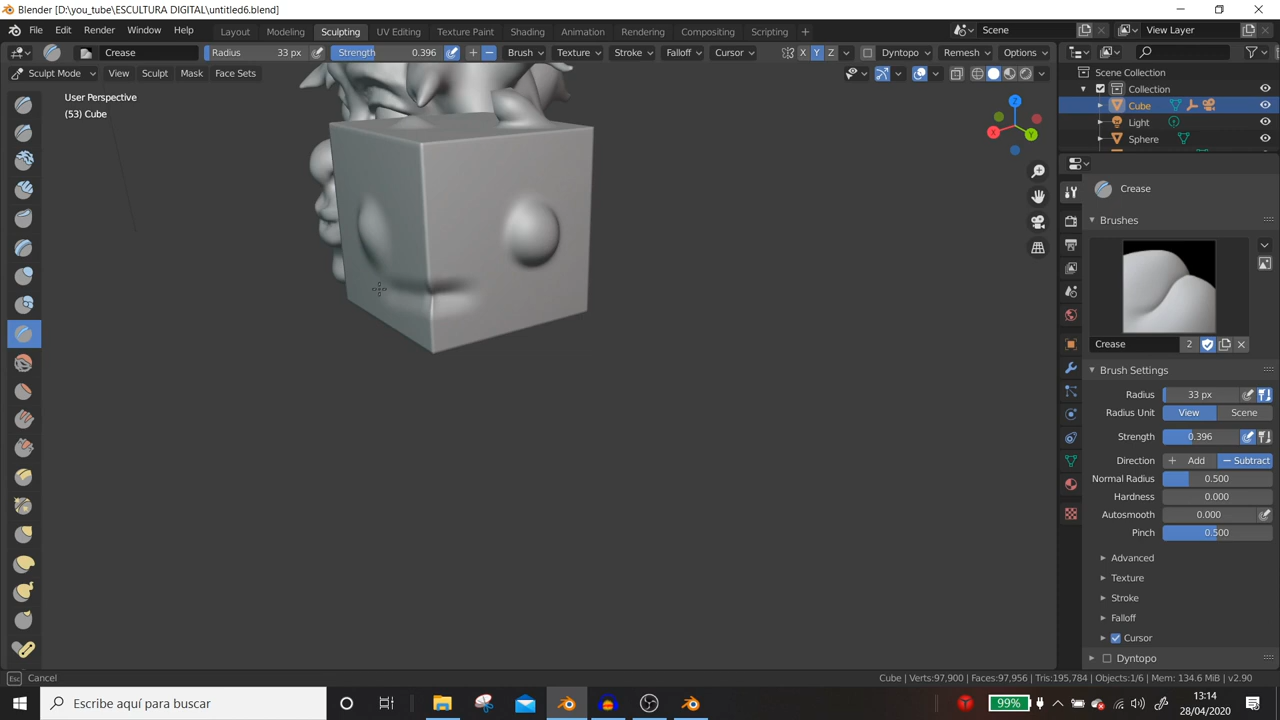 Blender [D:\you_tube\ESCULTURA DIGITAL\untitled6.blend]
File Edit Render Window Help Layout Modeling Sculpting UV Editing Texture Paint Shading Animation Rendering Compositing Scripting Scene View Layer
Crease Radius 33 px Strength 0.396 Brush Texture Stroke Falloff Cursor X Y Z Dyntopo Remesh Options
Sculpt Mode View Sculpt Mask Face Sets
User Perspective
(53) Cube
X
Y
Z
Scene Collection
Collection
Cube
Light
Sphere
Crease
Brushes
Crease 2
Brush Settings
Radius 33 px
Radius Unit View Scene
Strength 0.396
Direction + Add − Subtract
Normal Radius 0.500
Hardness 0.000
Autosmooth 0.000
Pinch 0.500
Advanced
Texture
Stroke
Falloff
Cursor
Dyntopo
Esc Cancel
Cube | Verts:97,900 | Faces:97,956 | Tris:195,784 | Objects:1/6 | Mem: 134.6 MiB | v2.90
Escribe aquí para buscar
99%
13:14
28/04/2020